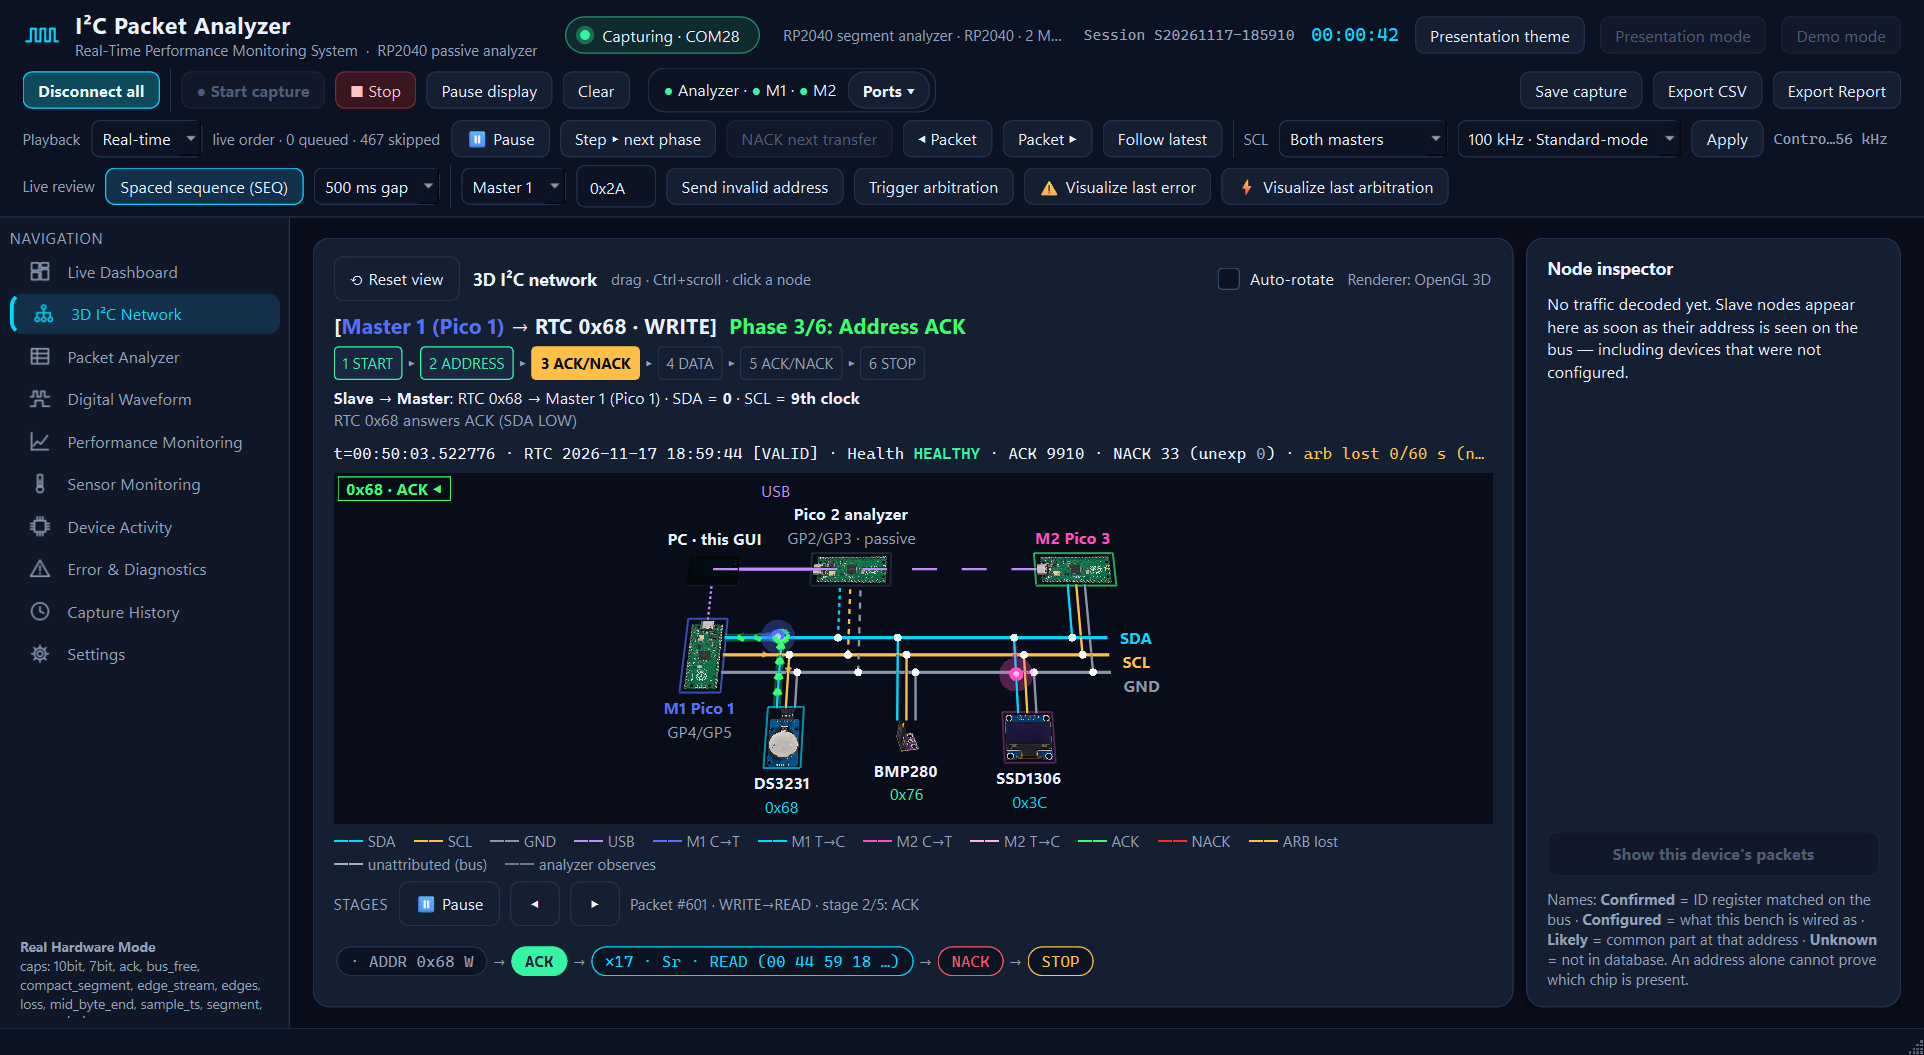 I²C Packet Analyzer
Real-Time Performance Monitoring System · RP2040 passive analyzer
Capturing · COM28
RP2040 segment analyzer · RP2040 · 2 M...
Session S20261117-185910
00:00:42
Presentation theme
Presentation mode
Demo mode
Disconnect all
● Start capture
■ Stop
Pause display
Clear
● Analyzer · ● M1 · ● M2
Ports ▾
Save capture
Export CSV
Export Report
Playback
Real-time
live order · 0 queued · 467 skipped
⏸ Pause
Step ▸ next phase
NACK next transfer
◂ Packet
Packet ▸
Follow latest
SCL
Both masters
100 kHz · Standard-mode
Apply
Contro…56 kHz
Live review
Spaced sequence (SEQ)
500 ms gap
Master 1
0x2A
Send invalid address
Trigger arbitration
⚠ Visualize last error
⚡ Visualize last arbitration
NAVIGATION
Live Dashboard
3D I²C Network
Packet Analyzer
Digital Waveform
Performance Monitoring
Sensor Monitoring
Device Activity
Error & Diagnostics
Capture History
Settings
Real Hardware Mode
caps: 10bit, 7bit, ack, bus_free,
compact_segment, edge_stream, edges,
loss, mid_byte_end, sample_ts, segment,
⟲ Reset view
3D I²C network
drag · Ctrl+scroll · click a node
Auto-rotate
Renderer: OpenGL 3D
[Master 1 (Pico 1) → RTC 0x68 · WRITE] Phase 3/6: Address ACK
1 START ▸ 2 ADDRESS ▸ 3 ACK/NACK ▸ 4 DATA ▸ 5 ACK/NACK ▸ 6 STOP
Slave → Master: RTC 0x68 → Master 1 (Pico 1) · SDA = 0 · SCL = 9th clock
RTC 0x68 answers ACK (SDA LOW)
t=00:50:03.522776 · RTC 2026-11-17 18:59:44 [VALID] · Health HEALTHY · ACK 9910 · NACK 33 (unexp 0) · arb lost 0/60 s (n…
0x68 · ACK ◂
USB
Pico 2 analyzer
GP2/GP3 · passive
PC · this GUI
M2 Pico 3
SDA
SCL
GND
M1 Pico 1
GP4/GP5
DS3231
0x68
BMP280
0x76
SSD1306
0x3C
SDA
SCL
GND
USB
M1 C→T
M1 T→C
M2 C→T
M2 T→C
ACK
NACK
ARB lost
unattributed (bus)
analyzer observes
STAGES
⏸ Pause
◂
▸
Packet #601 · WRITE→READ · stage 2/5: ACK
· ADDR 0x68 W → ACK → ×17 · Sr · READ (00 44 59 18 …) → NACK → STOP
Node inspector
No traffic decoded yet. Slave nodes appear
here as soon as their address is seen on the
bus — including devices that were not
configured.
Show this device's packets
Names: Confirmed = ID register matched on the
bus · Configured = what this bench is wired as ·
Likely = common part at that address · Unknown
= not in database. An address alone cannot prove
which chip is present.